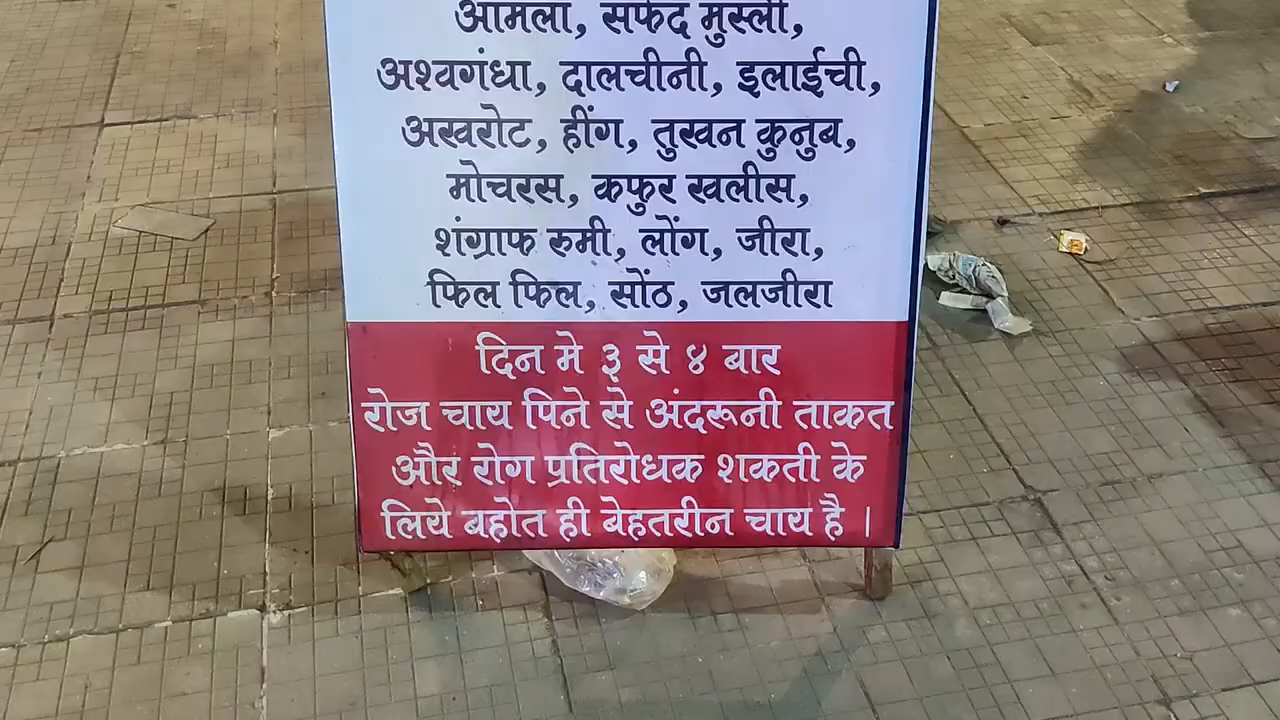 आमला, सफेद मुस्ली,
अश्वगंधा, दालचीनी, इलाईची,
अखरोट, हींग, तुखन कुनुब,
मोचरस, कफुर खलीस,
शंग्राफ रुमी, लोंग, जीरा,
फिल फिल, सोंठ, जलजीरा
दिन मे ३ से ४ बार
रोज चाय पिने से अंदरूनी ताकत
और रोग प्रतिरोधक शकती के
लिये बहोत ही बेहतरीन चाय है ।